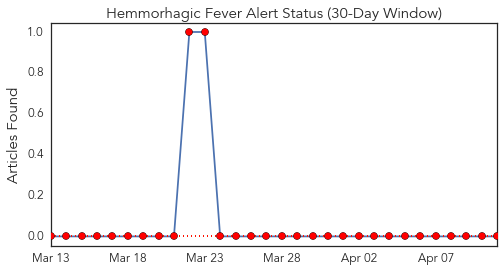 Hemmorhagic Fever Alert Status (30-Day Window)
Articles Found
1.0
0.8
0.6
0.4
0.2
0.0
Mar 13 Mar 18 Mar 23 Mar 28 Apr 02 Apr 07